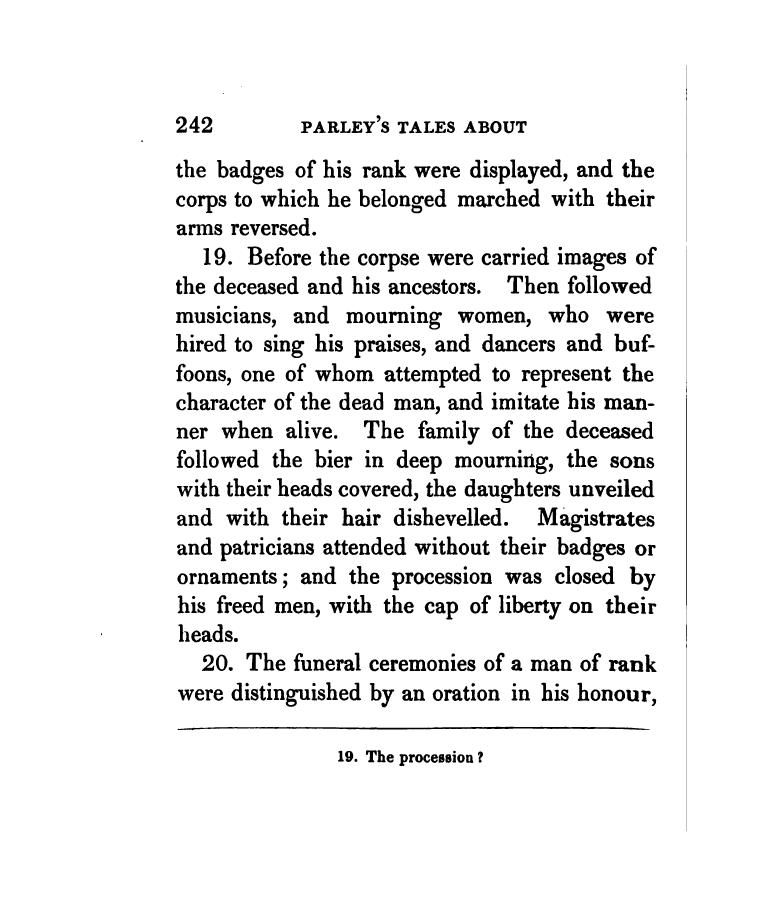 242 PARLEY'S TALES ABOUT
the badges of his rank were displayed, and the
corps to which he belonged marched with their
arms reversed.
19. Before the corpse were carried images of
the deceased and his ancestors. Then followed
musicians, and mourning women, who were
hired to sing his praises, and dancers and buf-
foons, one of whom attempted to represent the
character of the dead man, and imitate his man-
ner when alive. The family of the deceased
followed the bier in deep mourning, the sons
with their heads covered, the daughters unveiled
and with their hair dishevelled. Magistrates
and patricians attended without their badges or
ornaments; and the procession was closed by
his freed men, with the cap of liberty on their
heads.
20. The funeral ceremonies of a man of rank
were distinguished by an oration in his honour,
19. The procession?